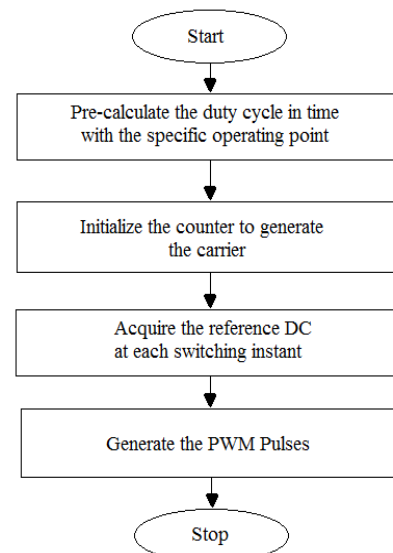 Start
Pre-calculate the duty cycle in time
with the specific operating point
Initialize the counter to generate
the carrier
Acquire the reference DC
at each switching instant
Generate the PWM Pulses
Stop